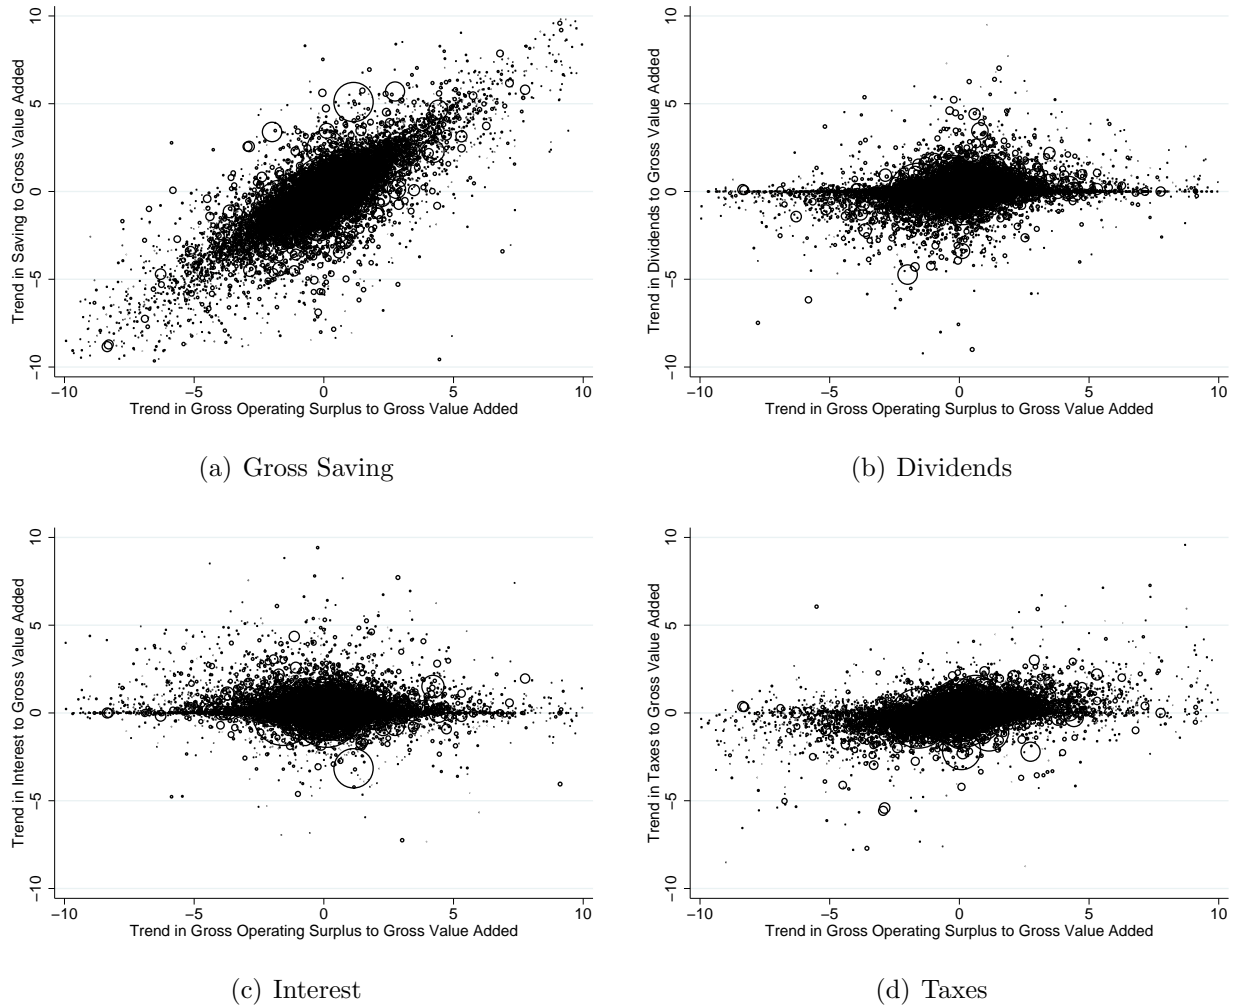 Trend in Saving to Gross Value Added
10
5
0
−5
−10
−10 −5 0 5 10
Trend in Gross Operating Surplus to Gross Value Added
(a) Gross Saving
Trend in Dividends to Gross Value Added
10
5
0
−5
−10
−10 −5 0 5 10
Trend in Gross Operating Surplus to Gross Value Added
(b) Dividends
Trend in Interest to Gross Value Added
10
5
0
−5
−10
−10 −5 0 5 10
Trend in Gross Operating Surplus to Gross Value Added
(c) Interest
Trend in Taxes to Gross Value Added
10
5
0
−5
−10
−10 −5 0 5 10
Trend in Gross Operating Surplus to Gross Value Added
(d) Taxes